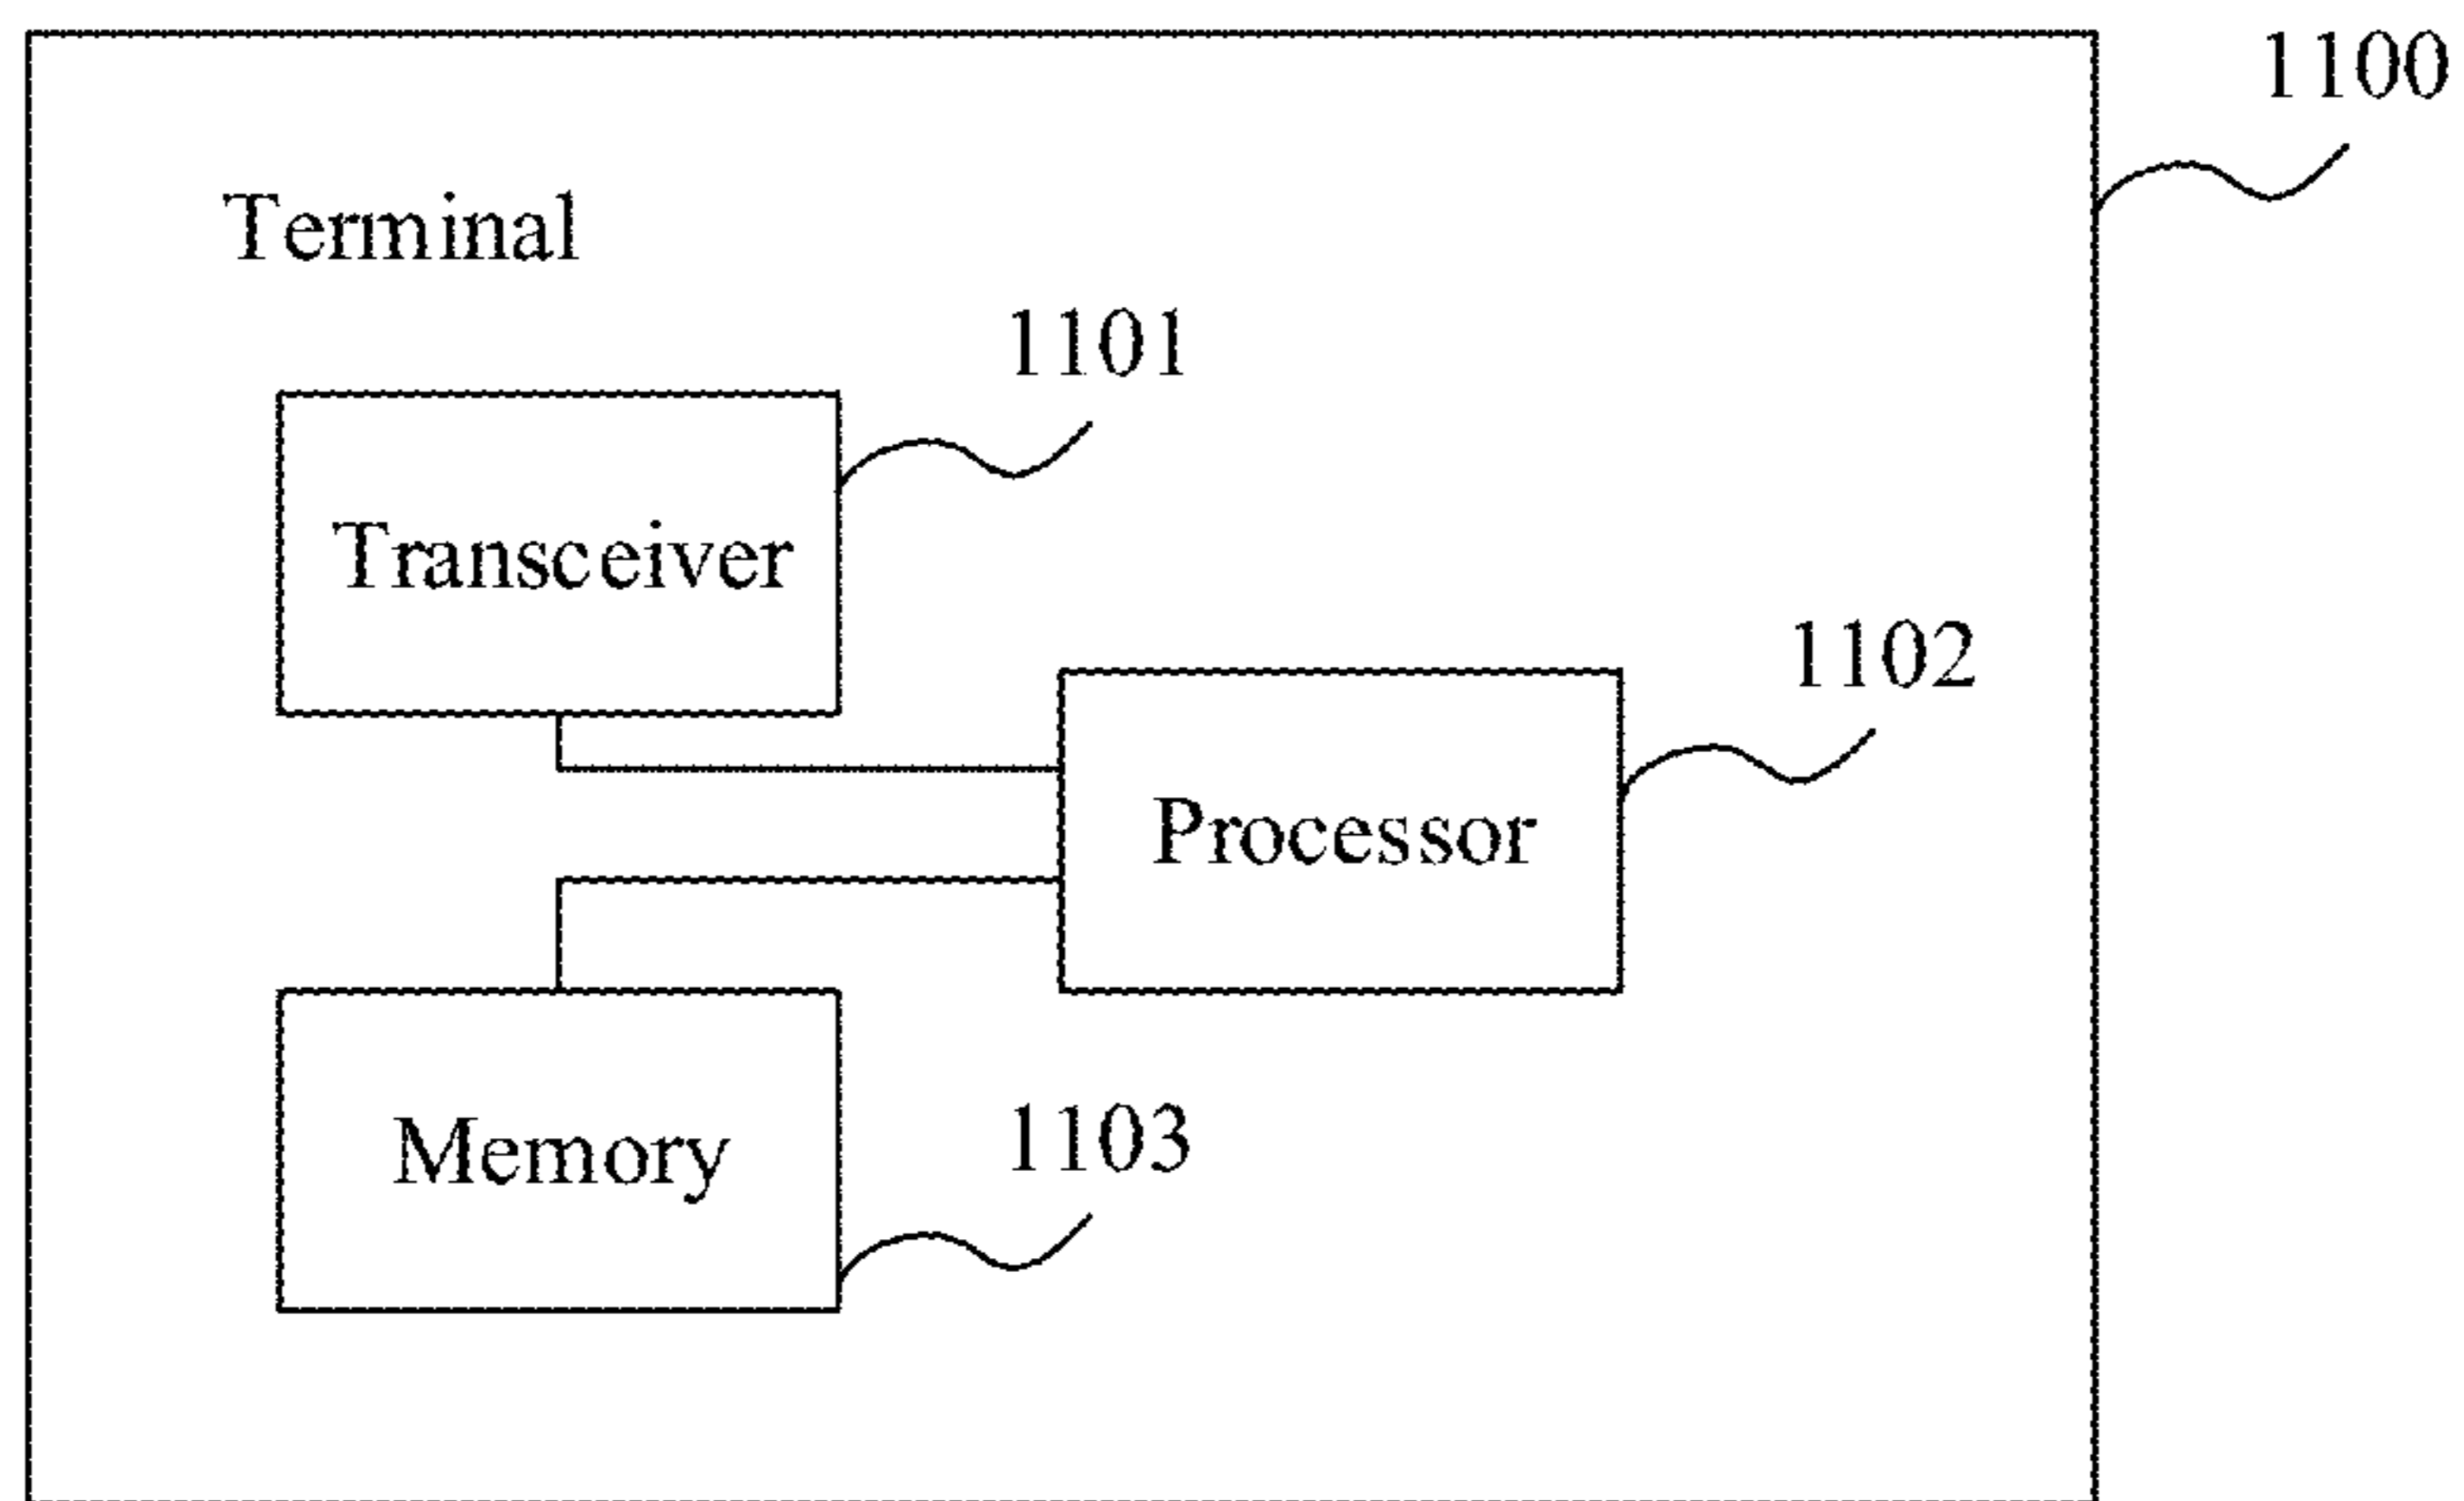 1100
Terminal
1101
Transceiver
1102
Processor
1103
Memory